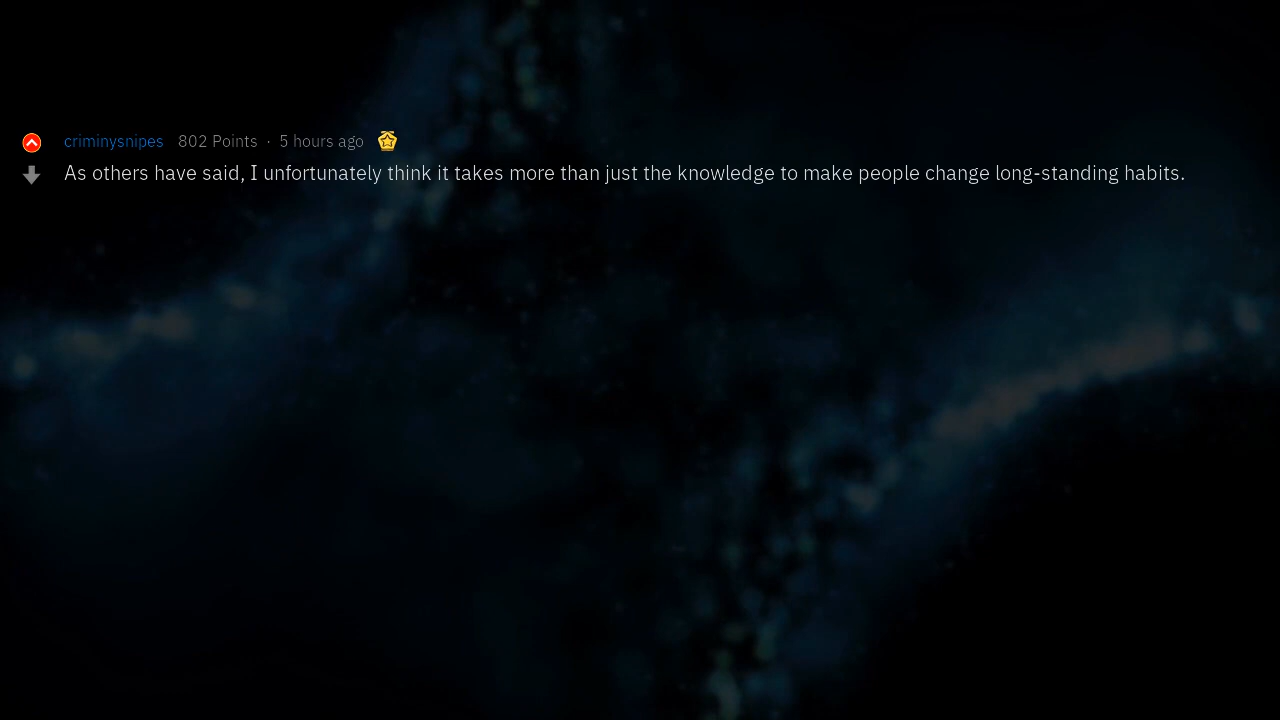 criminysnipes 802 Points · 5 hours ago
As others have said, I unfortunately think it takes more than just the knowledge to make people change long-standing habits.